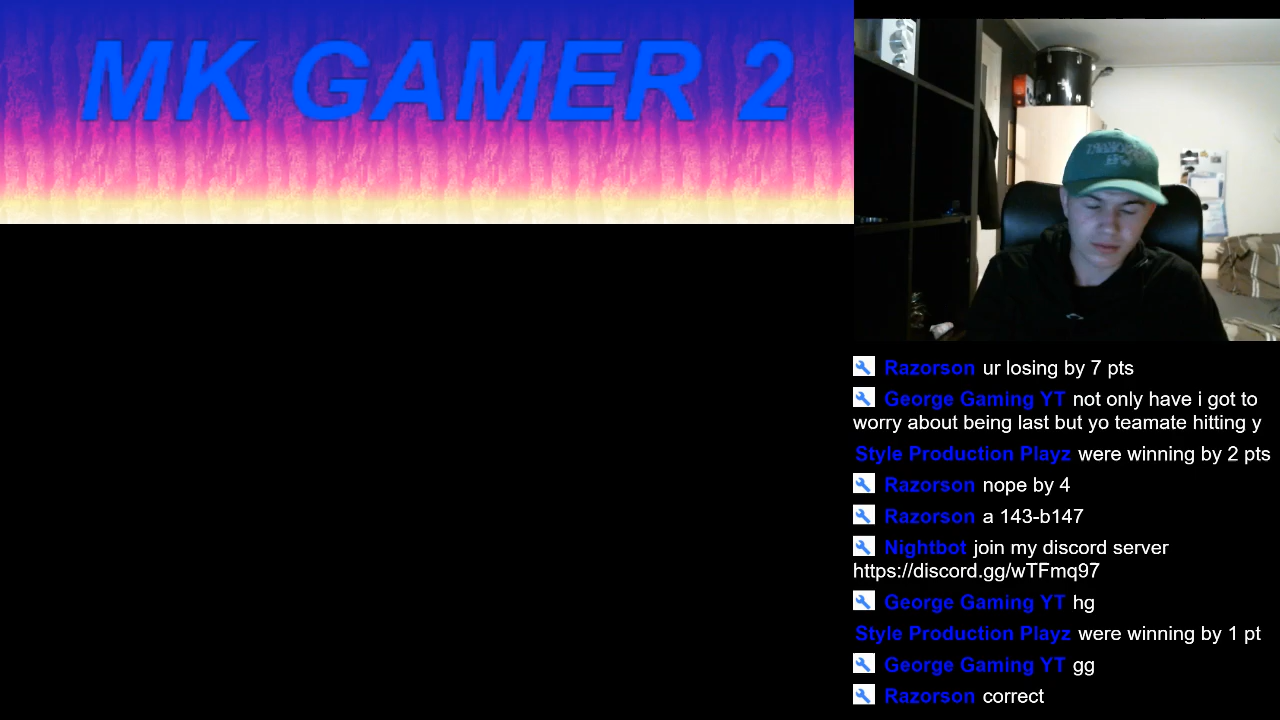 MK GAMER 2
Razorson ur losing by 7 pts
George Gaming YT not only have i got to
worry about being last but yo teamate hitting y
Style Production Playz were winning by 2 pts
Razorson nope by 4
Razorson a 143-b147
Nightbot join my discord server
https://discord.gg/wTFmq97
George Gaming YT hg
Style Production Playz were winning by 1 pt
George Gaming YT gg
Razorson correct